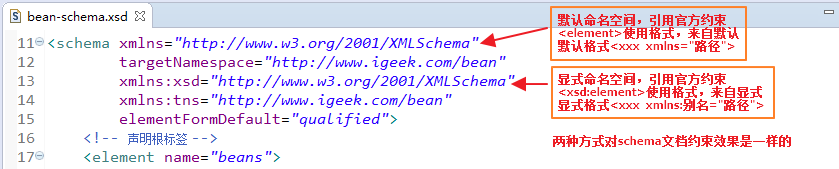 bean-schema.xsd
11 <schema xmlns="http://www.w3.org/2001/XMLSchema"
12 targetNamespace="http://www.igeek.com/bean"
13 xmlns:xsd="http://www.w3.org/2001/XMLSchema"
14 xmlns:tns="http://www.igeek.com/bean"
15 elementFormDefault="qualified">
16 <!-- 声明根标签 -->
17 <element name="beans">
默认命名空间，引用官方约束
<element>使用格式，来自默认
默认格式<xxx xmlns="路径">
显式命名空间，引用官方约束
<xsd:element>使用格式，来自显式
显式格式<xxx xmlns:别名="路径">
两种方式对schema文档约束效果是一样的